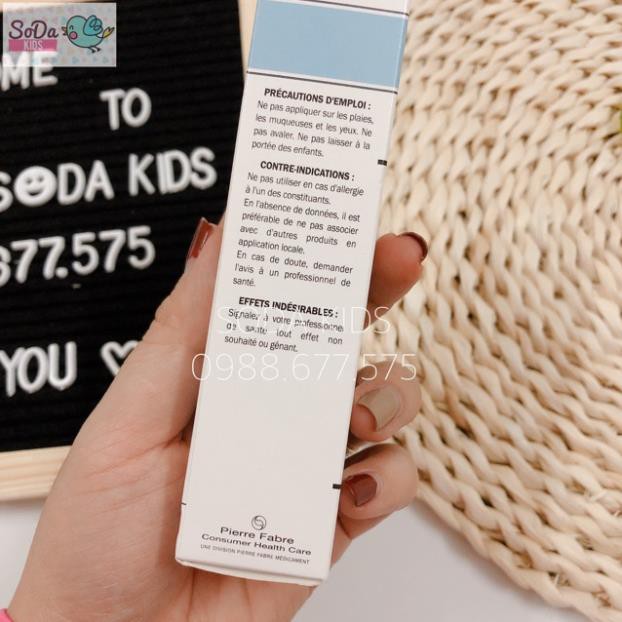 SoDa
KIDS
OME
TO
SODA KIDS
677.575
YOU
PRÉCAUTIONS D'EMPLOI :
Ne pas appliquer sur les plaies,
les muqueuses et les yeux. Ne
pas avaler. Ne pas laisser à la
portée des enfants.
CONTRE-INDICATIONS :
Ne pas utiliser en cas d'allergie
à l'un des constituants.
En l'absence de données, il est
préférable de ne pas associer
avec d'autres produits en
application locale.
En cas de doute, demander
l'avis à un professionnel de
santé.
EFFETS INDÉSIRABLES :
Signalez à votre professionnel
de santé tout effet non
souhaité ou gênant.
SODA KIDS
0988.677.575
Pierre Fabre
Consumer Health Care
UNE DIVISION PIERRE FABRE MÉDICAMENT